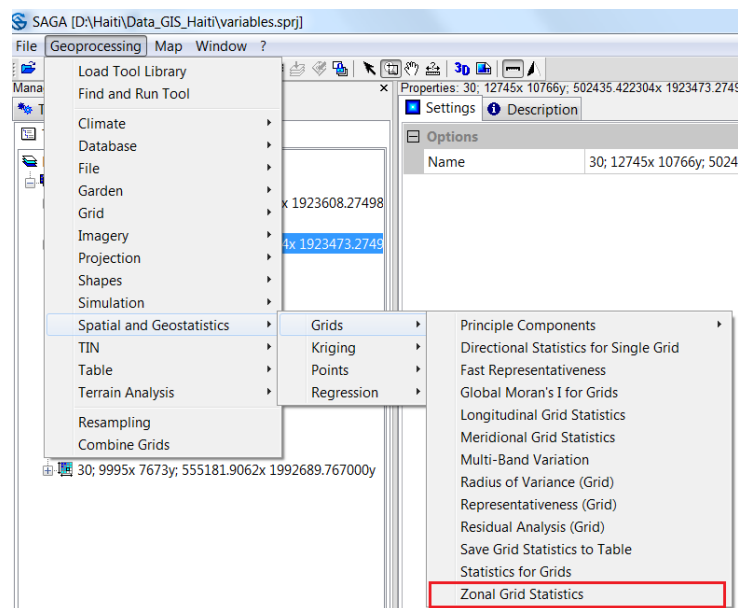 SAGA [D:\Haiti\Data_GIS_Haiti\variables.sprj]
File Geoprocessing Map Window ?
3D
Mana
Properties: 30; 12745x 10766y; 502435.422304x 1923473.2749
Load Tool Library
Find and Run Tool
Climate
Database
File
Garden
Grid
Imagery
Projection
Shapes
Simulation
Spatial and Geostatistics
TIN
Table
Terrain Analysis
Resampling
Combine Grids
T
Settings Description
Options
Name 30; 12745x 10766y; 5024
x 1923608.27498
4x 1923473.2749
30; 9995x 7673y; 555181.9062x 1992689.767000y
Grids
Kriging
Points
Regression
Principle Components
Directional Statistics for Single Grid
Fast Representativeness
Global Moran's I for Grids
Longitudinal Grid Statistics
Meridional Grid Statistics
Multi-Band Variation
Radius of Variance (Grid)
Representativeness (Grid)
Residual Analysis (Grid)
Save Grid Statistics to Table
Statistics for Grids
Zonal Grid Statistics